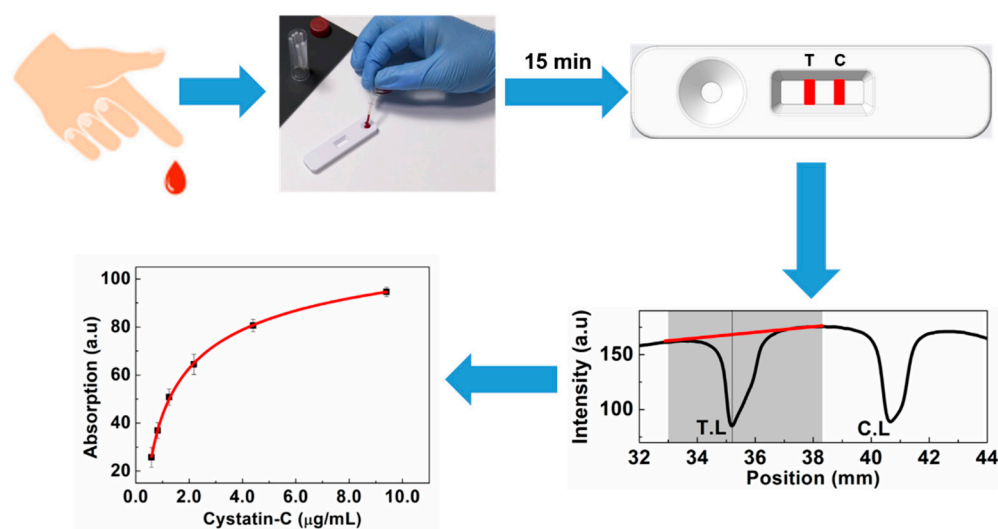 15 min
T C
100
80
60
40
20
Absorption (a.u)
0.0 2.0 4.0 6.0 8.0 10.0
Cystatin-C (μg/mL)
150
100
Intensity (a.u)
T.L C.L
32 34 36 38 40 42 44
Position (mm)